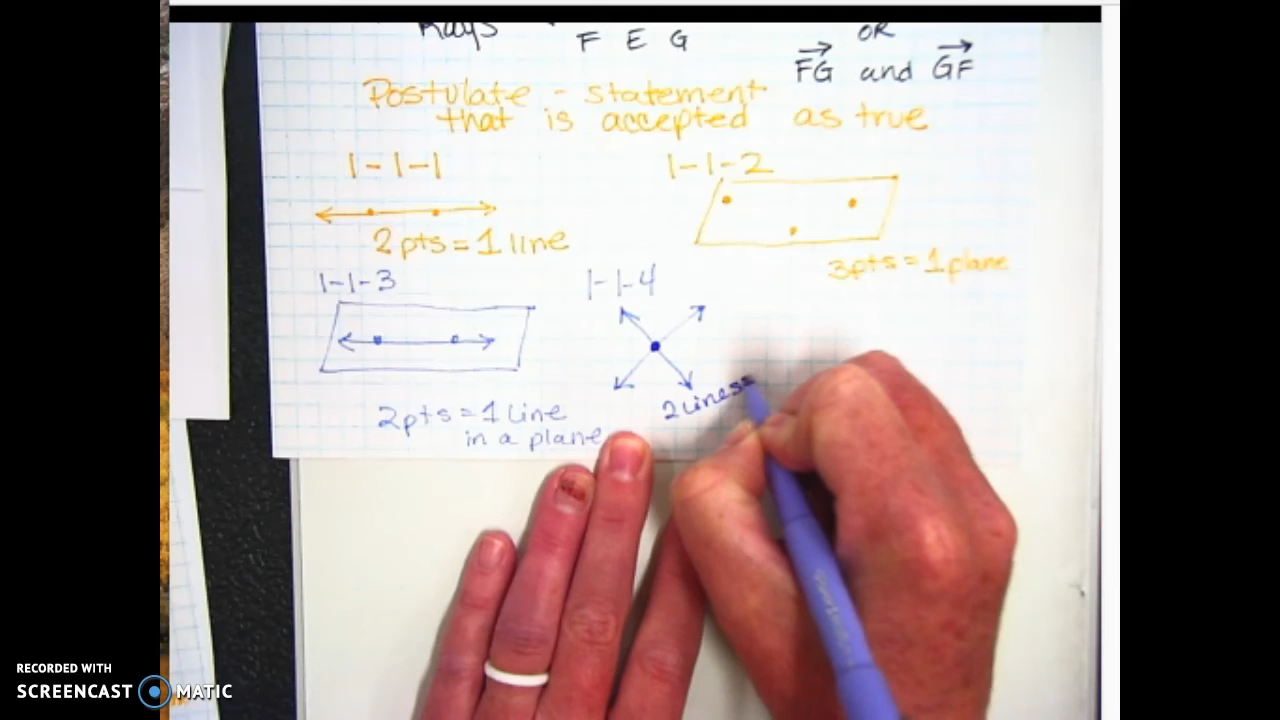 Rays
F E G
OR
FG and GF
Postulate - statement
that is accepted as true
1-1-1
1-1-2
2 pts = 1 line
3 pts = 1 plane
1-1-3
1-1-4
2 pts = 1 Line
in a plane
2 Lines =
RECORDED WITH
SCREENCAST MATIC